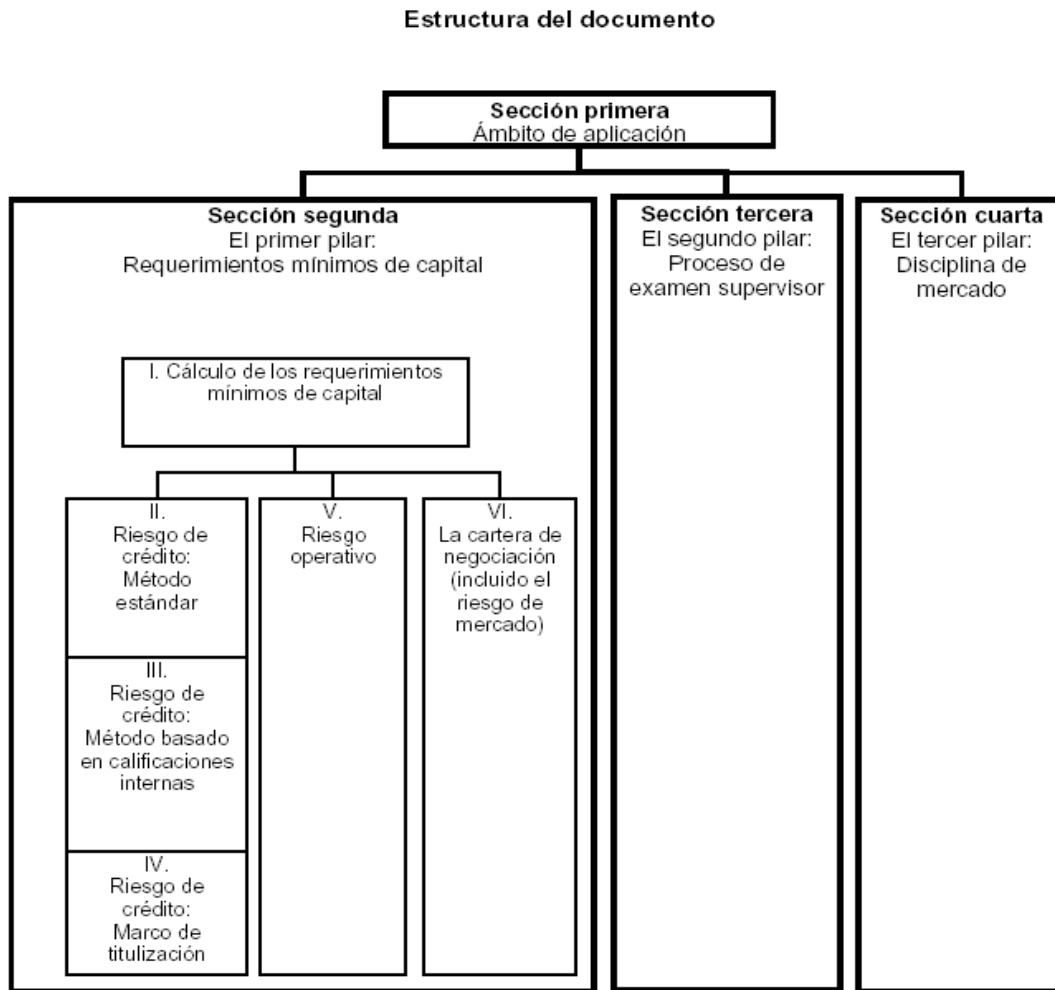 Estructura del documento
Sección primera
Ámbito de aplicación
Sección segunda
El primer pilar:
Requerimientos mínimos de capital
I. Cálculo de los requerimientos
mínimos de capital
II.
Riesgo de
crédito:
Método
estándar
III.
Riesgo de
crédito:
Método basado
en calificaciones
internas
IV.
Riesgo de
crédito:
Marco de
titulización
V.
Riesgo
operativo
VI.
La cartera de
negociación
(incluido el
riesgo de
mercado)
Sección tercera
El segundo pilar:
Proceso de
examen supervisor
Sección cuarta
El tercer pilar:
Disciplina de
mercado